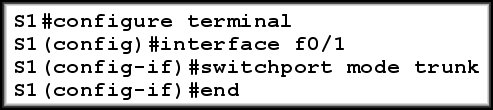 S1#configure terminal
S1(config)#interface f0/1
S1(config-if)#switchport mode trunk
S1(config-if)#end